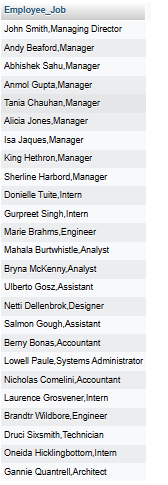 Employee_Job
John Smith,Managing Director
Andy Beaford,Manager
Abhishek Sahu,Manager
Anmol Gupta,Manager
Tania Chauhan,Manager
Alicia Jones,Manager
Isa Jaques,Manager
King Hethron,Manager
Sherline Harbord,Manager
Donielle Tuite,Intern
Gurpreet Singh,Intern
Marie Brahms,Engineer
Mahala Burtwhistle,Analyst
Bryna McKenny,Analyst
Ulberto Gosz,Assistant
Netti Dellenbrok,Designer
Salmon Gough,Assistant
Berny Bonas,Accountant
Lowell Paule,Systems Administrator
Nicholas Comelini,Accountant
Laurence Grosvener,Intern
Brandtr Wildbore,Engineer
Druci Sixsmith,Technician
Oneida Hicklingbottom,Intern
Gannie Quantrell,Architect